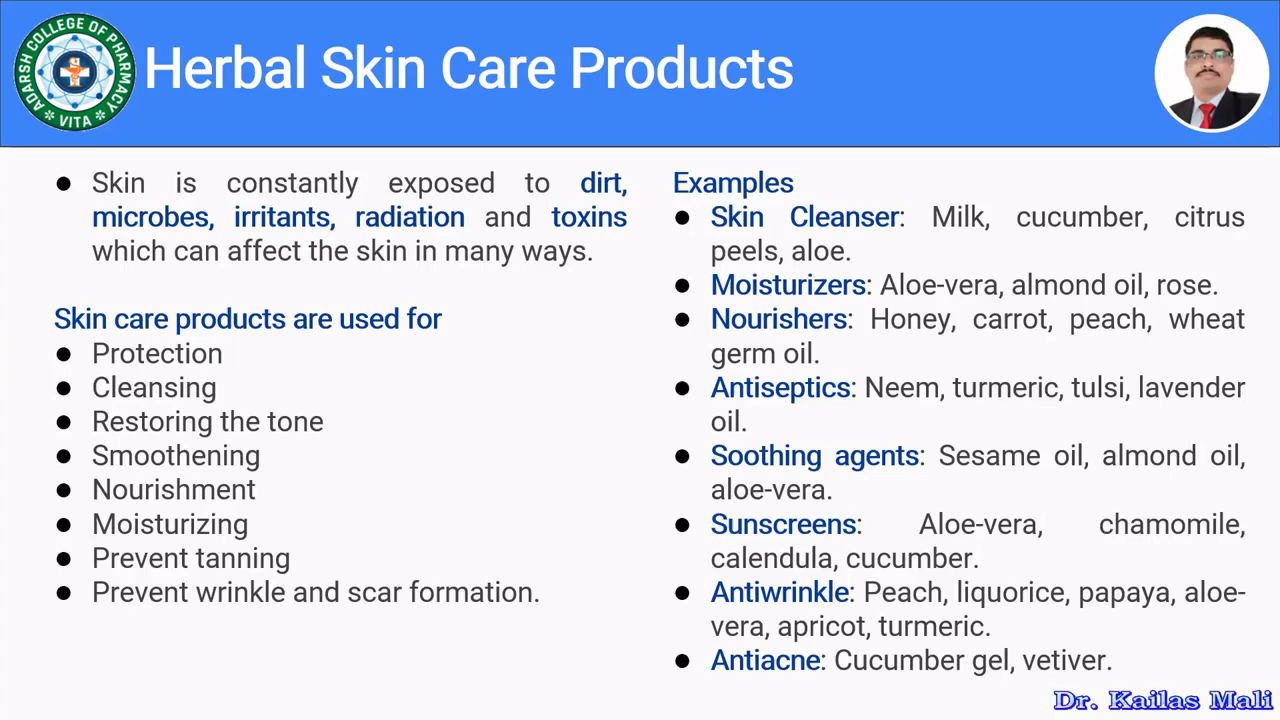 ADARSH COLLEGE OF PHARMACY
* VITA *
Herbal Skin Care Products
● Skin is constantly exposed to dirt,
microbes, irritants, radiation and toxins
which can affect the skin in many ways.
Skin care products are used for
● Protection
● Cleansing
● Restoring the tone
● Smoothening
● Nourishment
● Moisturizing
● Prevent tanning
● Prevent wrinkle and scar formation.
Examples
● Skin Cleanser: Milk, cucumber, citrus
peels, aloe.
● Moisturizers: Aloe-vera, almond oil, rose.
● Nourishers: Honey, carrot, peach, wheat
germ oil.
● Antiseptics: Neem, turmeric, tulsi, lavender
oil.
● Soothing agents: Sesame oil, almond oil,
aloe-vera.
● Sunscreens: Aloe-vera, chamomile,
calendula, cucumber.
● Antiwrinkle: Peach, liquorice, papaya, aloe-
vera, apricot, turmeric.
● Antiacne: Cucumber gel, vetiver.
Dr. Kailas Mali